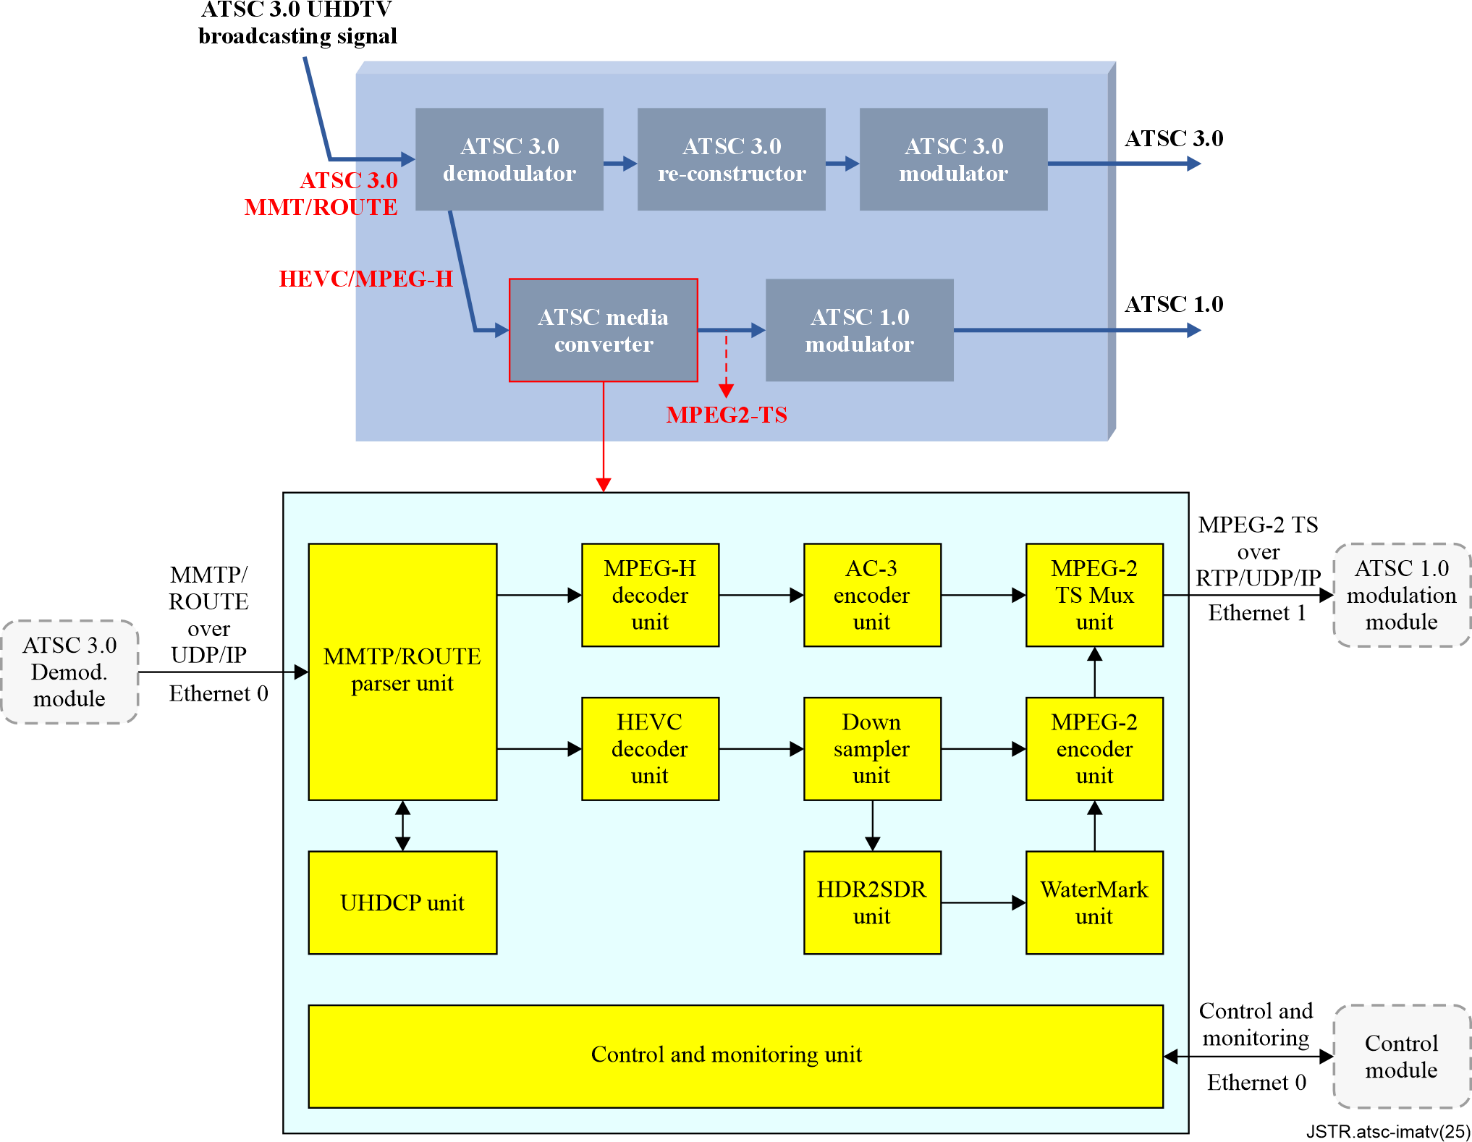 ATSC 3.0 UHDTV
broadcasting signal
ATSC 3.0
demodulator
ATSC 3.0
re-constructor
ATSC 3.0
modulator
ATSC 3.0
ATSC 3.0
MMT/ROUTE
HEVC/MPEG-H
ATSC media
converter
ATSC 1.0
modulator
ATSC 1.0
MPEG2-TS
MMTP/
ROUTE
over
UDP/IP
Ethernet 0
ATSC 3.0
Demod.
module
MMTP/ROUTE
parser unit
MPEG-H
decoder
unit
AC-3
encoder
unit
MPEG-2
TS Mux
unit
MPEG-2 TS
over
RTP/UDP/IP
Ethernet 1
ATSC 1.0
modulation
module
HEVC
decoder
unit
Down
sampler
unit
MPEG-2
encoder
unit
UHDCP unit
HDR2SDR
unit
WaterMark
unit
Control and monitoring unit
Control and
monitoring
Ethernet 0
Control
module
JSTR.atsc-imatv(25)